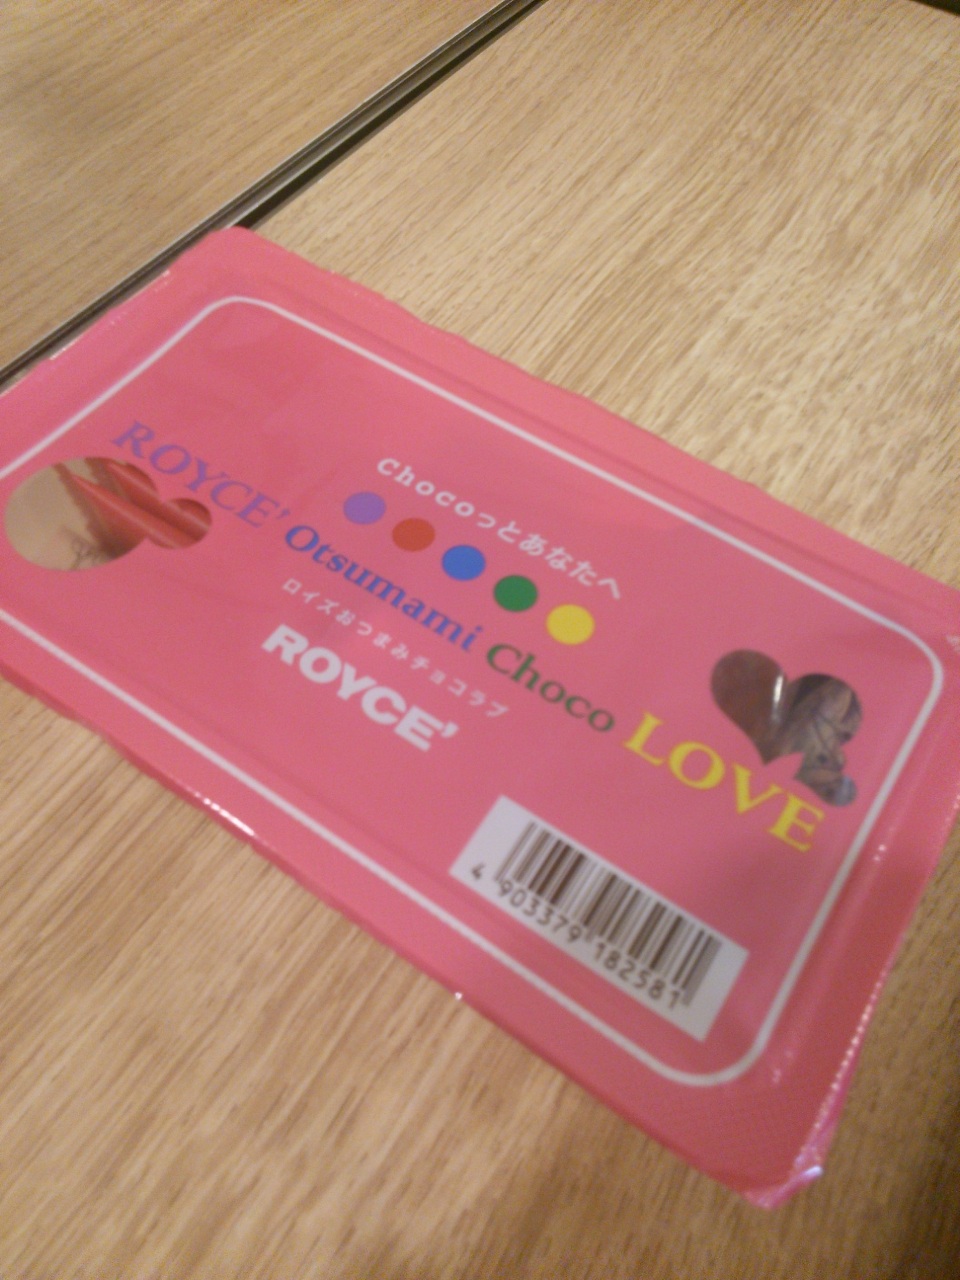 chocoっとあなたへ
ROYCE' Otsumami Choco LOVE
ロイズおつまみチョコラブ
ROYCE'
4 903379 182581